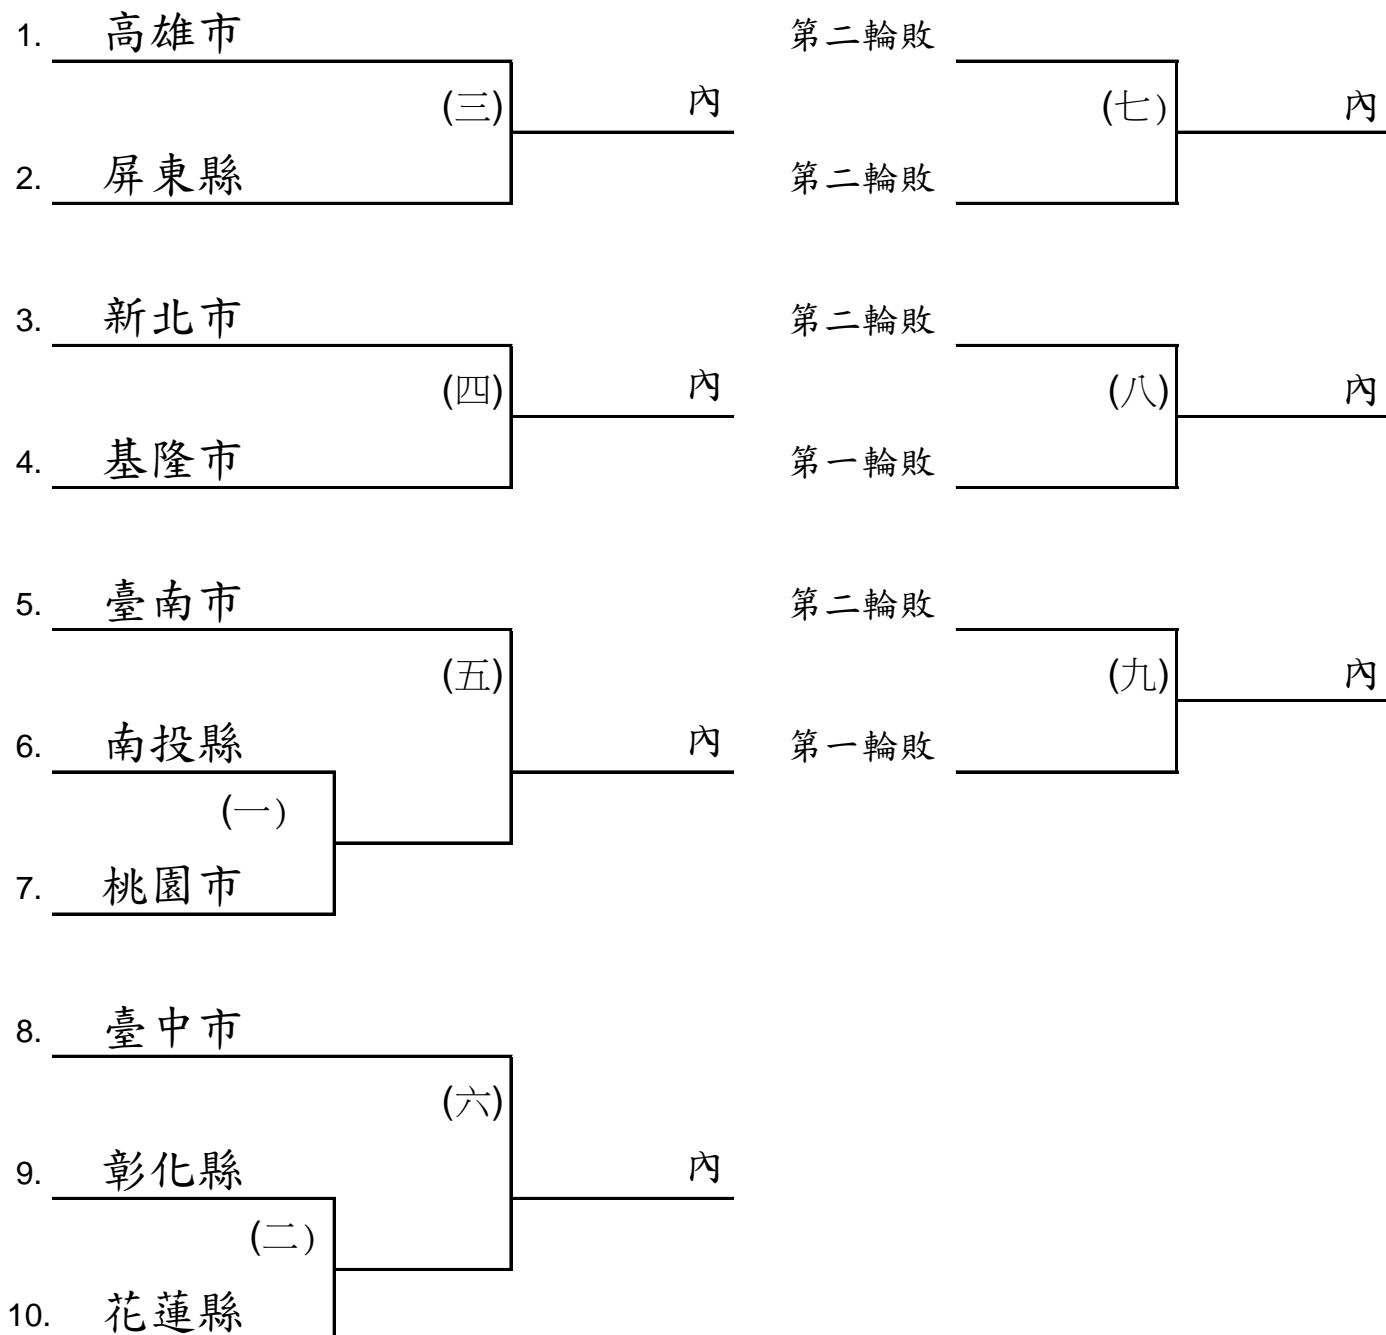 1. 高雄市 第二輪敗
(三) 內 (七) 內
2. 屏東縣 第二輪敗
3. 新北市 第二輪敗
(四) 內 (八) 內
4. 基隆市 第一輪敗
5. 臺南市 第二輪敗
(五) (九) 內
6. 南投縣 內 第一輪敗
(一)
7. 桃園市
8. 臺中市
(六)
9. 彰化縣 內
(二)
10. 花蓮縣